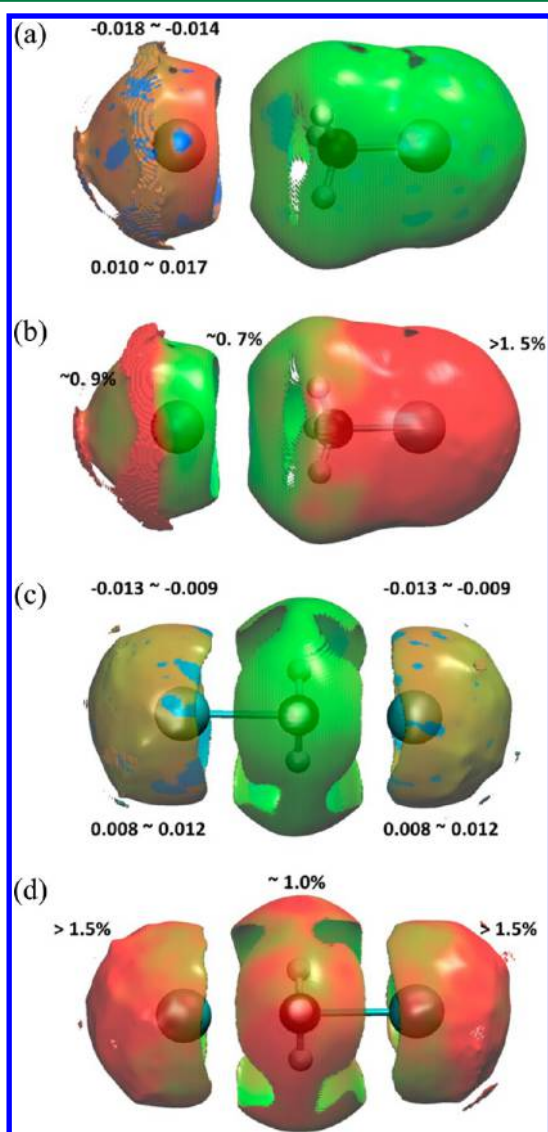 (a)
-0.018 ~ -0.014
0.010 ~ 0.017
(b)
~0. 7%
~0. 9%
>1. 5%
(c)
-0.013 ~ -0.009
-0.013 ~ -0.009
0.008 ~ 0.012
0.008 ~ 0.012
(d)
~ 1.0%
> 1.5%
> 1.5%